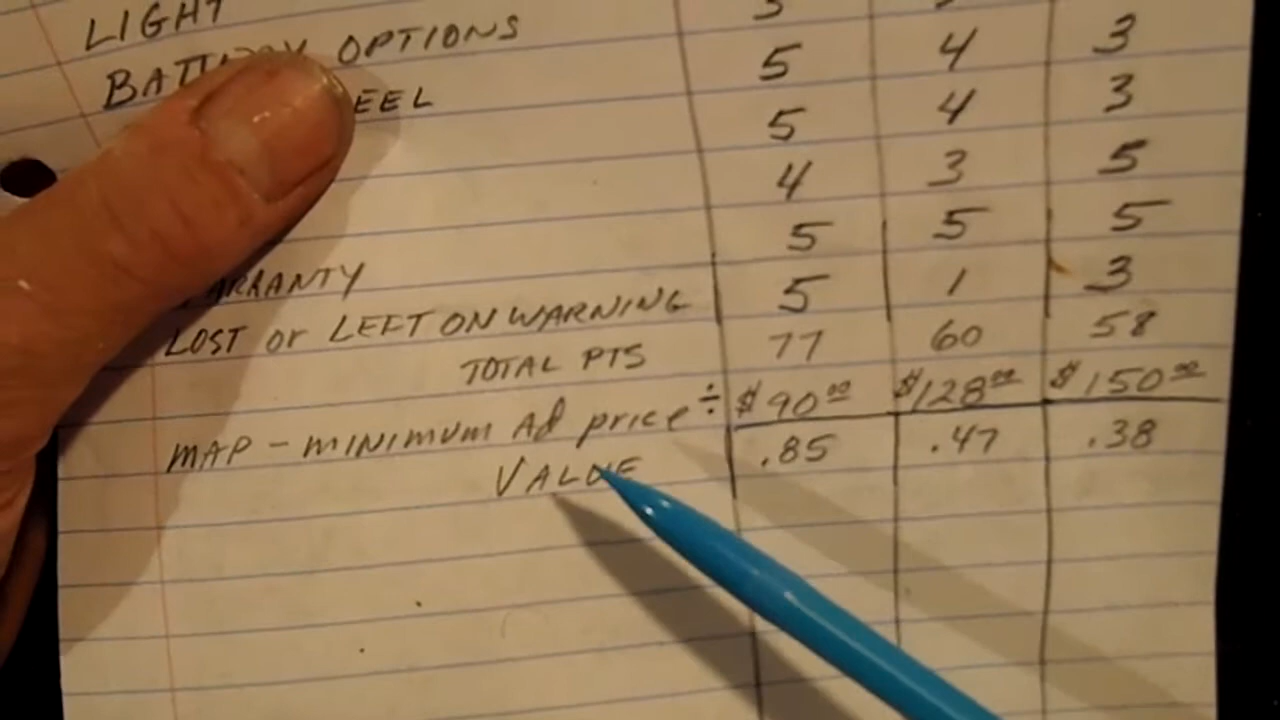 LIGHT
BATTERY OPTIONS 5 4 3
EEL 5 4 3
4 3 5
5 5 5
WARRANTY 5 1 3
LOST or LEFT ON WARNING
TOTAL PTS 77 60 58
MAP - MINIMUM Ad price ÷ $90.00 $128.00 $150.00
VALUE .85 .47 .38